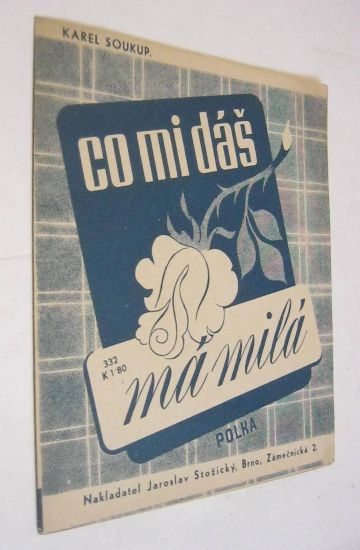 KAREL SOUKUP.
co mi dáš
má milá
332
K 1·80
POLKA
Nakladatel Jaroslav Stožický, Brno, Zámečnická 2.